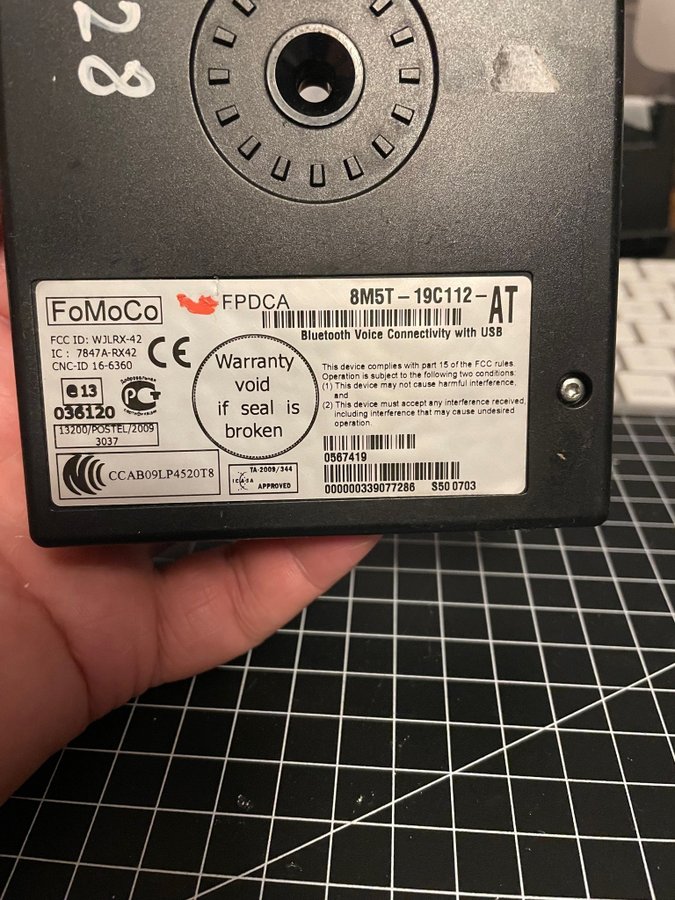 28
FoMoCo
FPDCA
8M5T-19C112-AT
Bluetooth Voice Connectivity with USB
FCC ID: WJLRX-42
IC : 7847A-RX42
CNC-ID 16-6360
CE
e 13
036120
13200/POSTEL/2009
3037
CCAB09LP4520T8
Warranty
void
if seal is
broken
TA-2009/344
ICASA
APPROVED
This device complies with part 15 of the FCC rules.
Operation is subject to the following two conditions:
(1) This device may not cause harmful interference,
and
(2) This device must accept any interference received,
including interference that may cause undesired
operation.
0567419
000000339077286 S50 0703